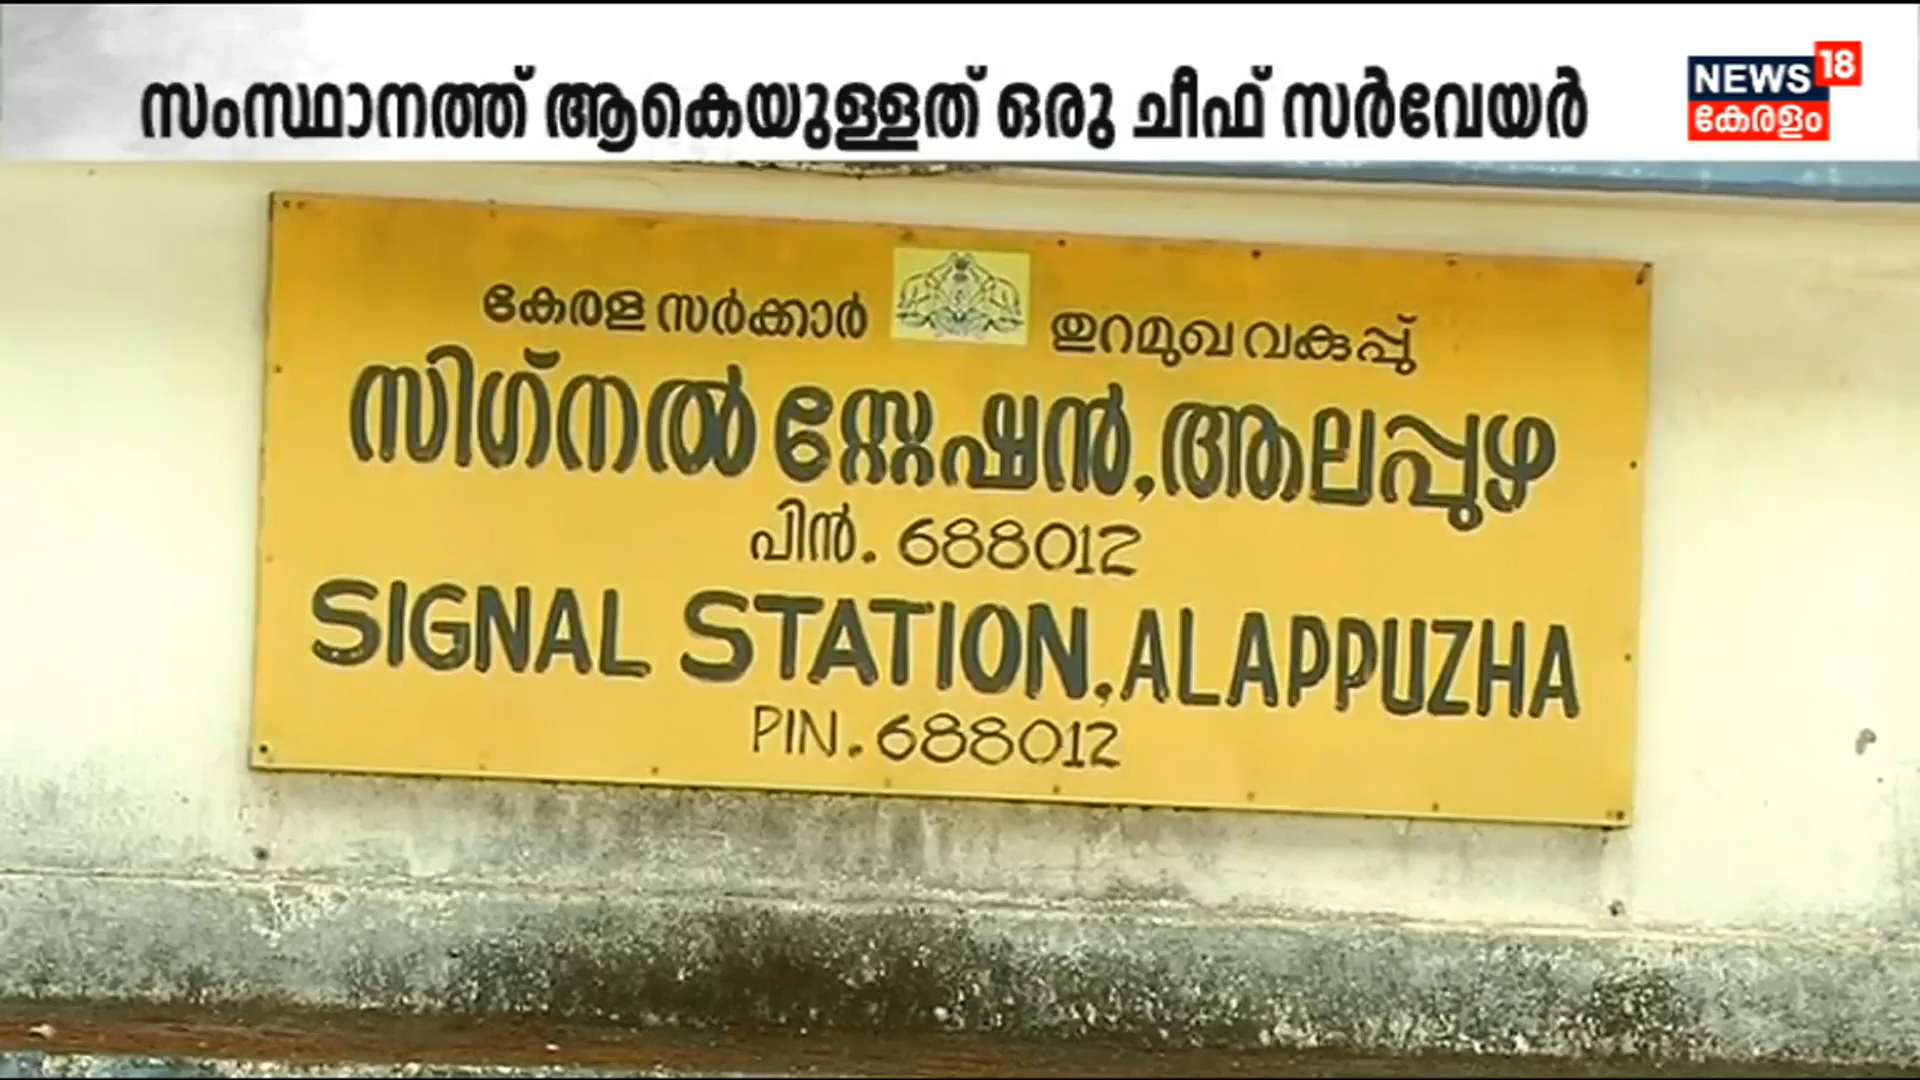 സംസ്ഥാനത്ത് ആകെയുള്ളത് ഒരു ചീഫ് സർവേയർ
NEWS 18
കേരളം
കേരള സർക്കാർ തുറമുഖ വകുപ്പ്
സിഗ്നൽ സ്റ്റേഷൻ, ആലപ്പുഴ
പിൻ. 688012
SIGNAL STATION, ALAPPUZHA
PIN. 688012